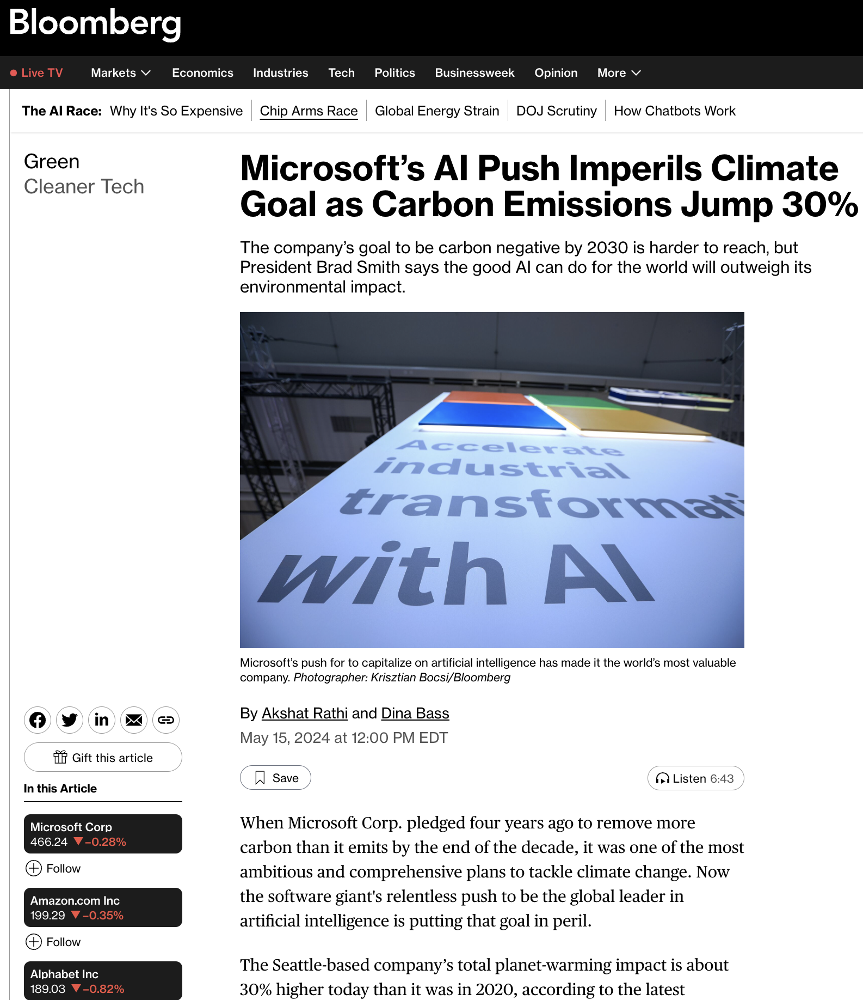 Bloomberg
Live TV Markets Economics Industries Tech Politics Businessweek Opinion More
The AI Race: Why It's So Expensive Chip Arms Race Global Energy Strain DOJ Scrutiny How Chatbots Work
Green
Cleaner Tech
Microsoft’s AI Push Imperils Climate
Goal as Carbon Emissions Jump 30%
The company’s goal to be carbon negative by 2030 is harder to reach, but
President Brad Smith says the good AI can do for the world will outweigh its
environmental impact.
Accelerate
industrial
transformati
with AI
Microsoft’s push for to capitalize on artificial intelligence has made it the world’s most valuable
company. Photographer: Krisztian Bocsi/Bloomberg
By Akshat Rathi and Dina Bass
May 15, 2024 at 12:00 PM EDT
Gift this article
Save
Listen 6:43
In this Article
Microsoft Corp
466.24 ▼–0.28%
Follow
Amazon.com Inc
199.29 ▼–0.35%
Follow
Alphabet Inc
189.03 ▼–0.82%
When Microsoft Corp. pledged four years ago to remove more
carbon than it emits by the end of the decade, it was one of the most
ambitious and comprehensive plans to tackle climate change. Now
the software giant's relentless push to be the global leader in
artificial intelligence is putting that goal in peril.
The Seattle-based company’s total planet-warming impact is about
30% higher today than it was in 2020, according to the latest